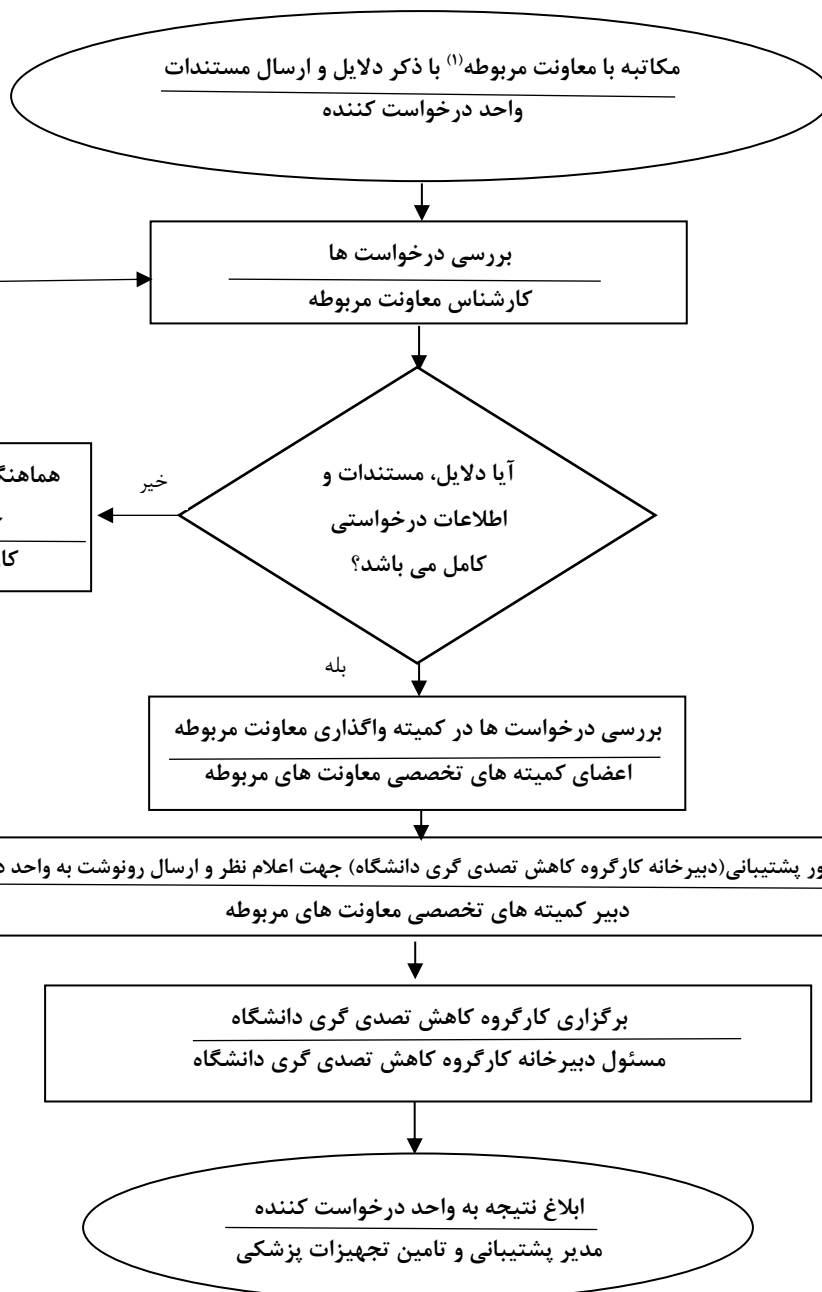 مکاتبه با معاونت مربوطه(۱) با ذکر دلایل و ارسال مستندات
واحد درخواست کننده
بررسی درخواست ها
کارشناس معاونت مربوطه
آیا دلایل، مستندات و
اطلاعات درخواستی
کامل می باشد؟
خیر
بله
بررسی درخواست ها در کمیته واگذاری معاونت مربوطه
اعضای کمیته های تخصصی معاونت های مربوطه
پشتیبانی(دبیرخانه کارگروه کاهش تصدی گری دانشگاه) جهت اعلام نظر و ارسال رونوشت به واحد
دبیر کمیته های تخصصی معاونت های مربوطه
برگزاری کارگروه کاهش تصدی گری دانشگاه
مسئول دبیرخانه کارگروه کاهش تصدی گری دانشگاه
ابلاغ نتیجه به واحد درخواست کننده
مدیر پشتیبانی و تامین تجهیزات پزشکی